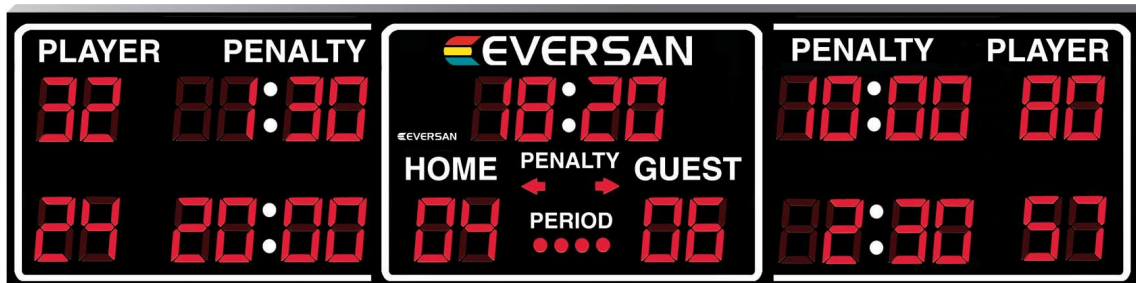 PLAYER PENALTY
32 1:30
24 20:00
EVERSAN
18:20
EVERSAN
HOME PENALTY GUEST
PERIOD
04 06
PENALTY PLAYER
10:00 80
2:30 57